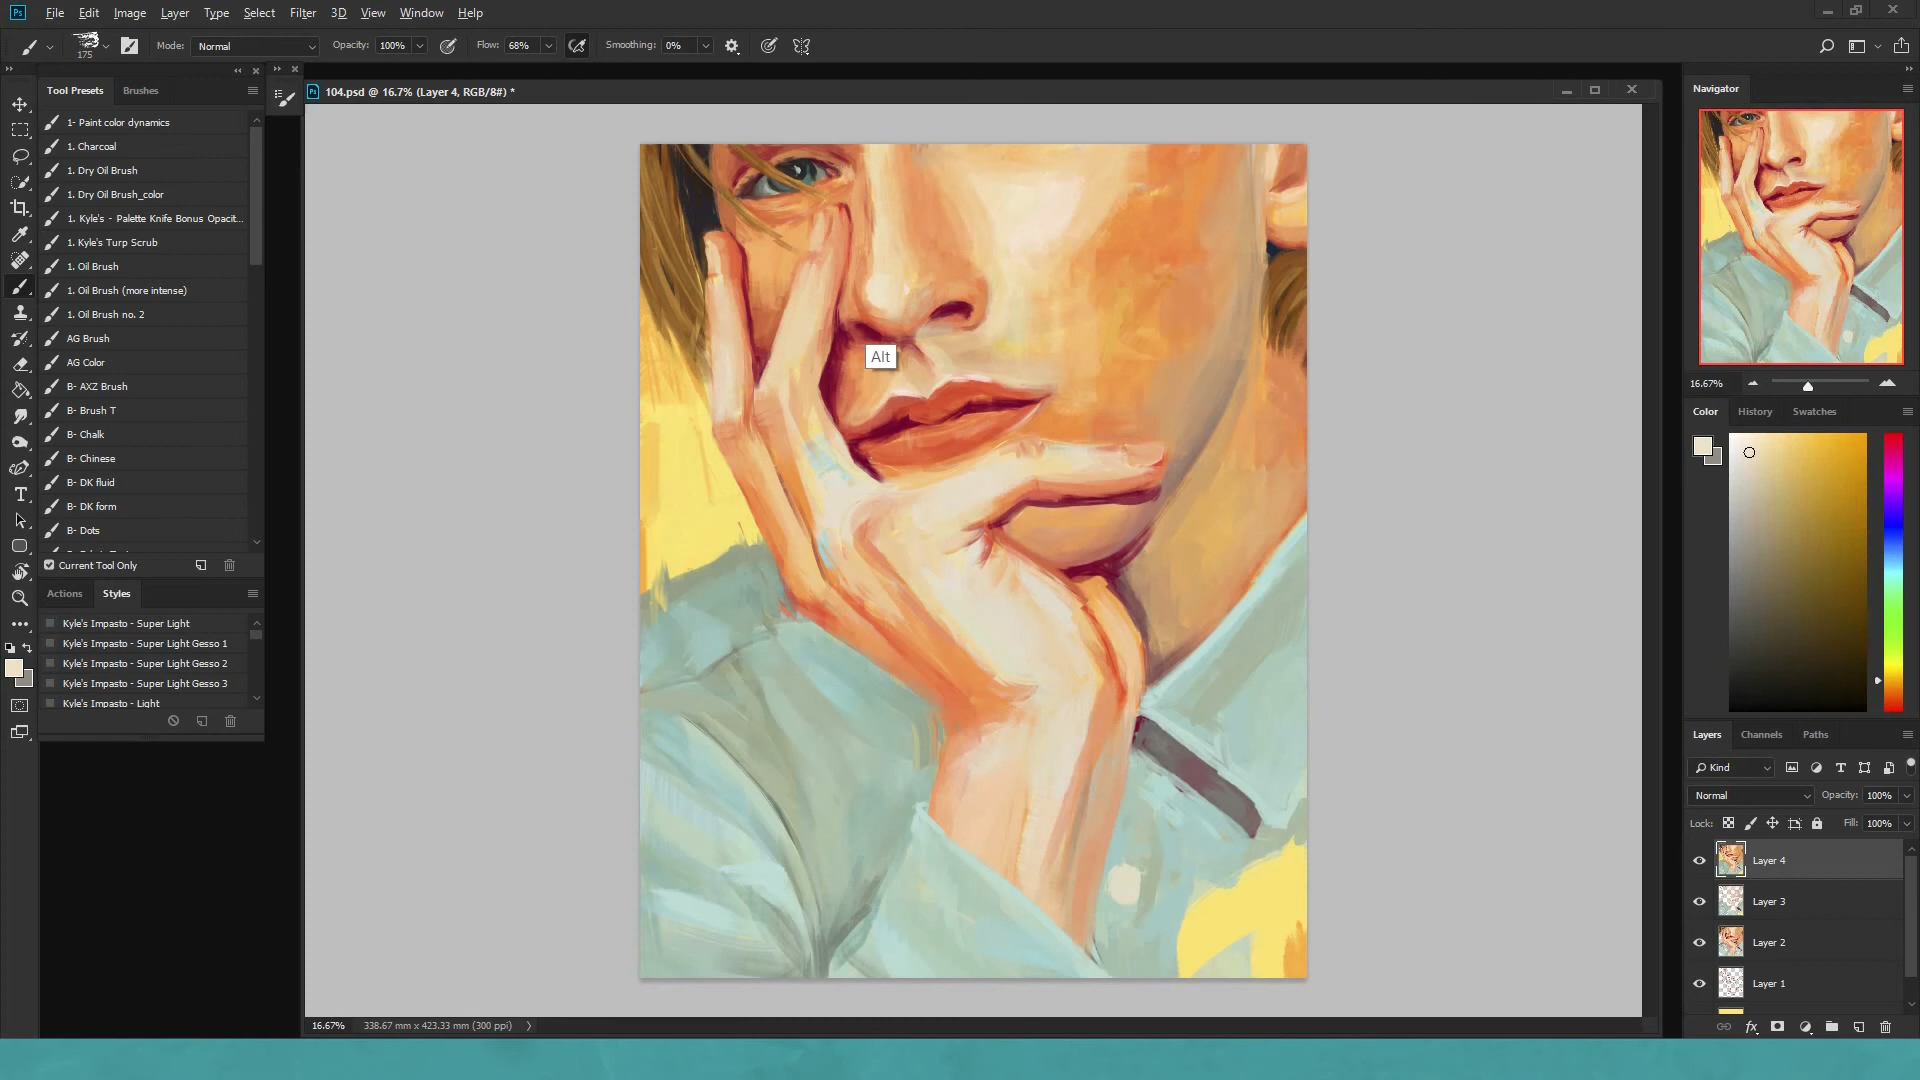 Ps File Edit Image Layer Type Select Filter 3D View Window Help
175 Mode: Normal Opacity: 100% Flow: 68% Smoothing: 0%
Tool Presets Brushes
1- Paint color dynamics
1. Charcoal
1. Dry Oil Brush
1. Dry Oil Brush_color
1. Kyle's - Palette Knife Bonus Opacit...
1. Kyle's Turp Scrub
1. Oil Brush
1. Oil Brush (more intense)
1. Oil Brush no. 2
AG Brush
AG Color
B- AXZ Brush
B- Brush T
B- Chalk
B- Chinese
B- DK fluid
B- DK form
B- Dots
Current Tool Only
Actions Styles
Kyle's Impasto - Super Light
Kyle's Impasto - Super Light Gesso 1
Kyle's Impasto - Super Light Gesso 2
Kyle's Impasto - Super Light Gesso 3
Kyle's Impasto - Light
Ps 104.psd @ 16.7% (Layer 4, RGB/8#) *
Alt
16.67% 338.67 mm x 423.33 mm (300 ppi)
Navigator
16.67%
Color History Swatches
Layers Channels Paths
Kind
Normal Opacity: 100%
Lock: Fill: 100%
Layer 4
Layer 3
Layer 2
Layer 1